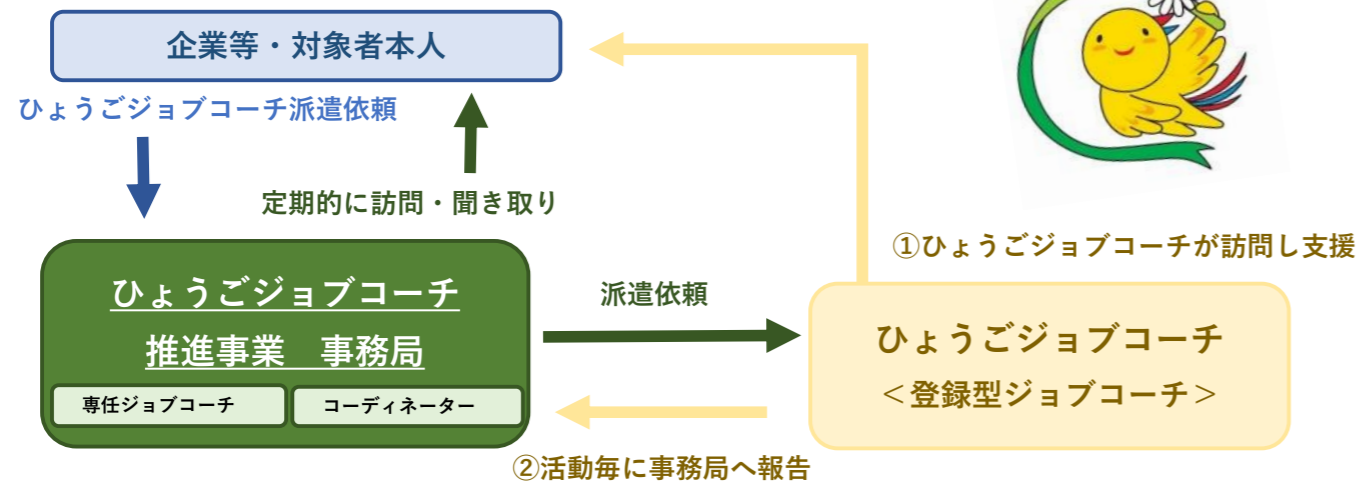 企業等・対象者本人
ひょうごジョブコーチ派遣依頼
定期的に訪問・聞き取り
①ひょうごジョブコーチが訪問し支援
ひょうごジョブコーチ
推進事業　事務局
専任ジョブコーチ
コーディネーター
派遣依頼
ひょうごジョブコーチ
＜登録型ジョブコーチ＞
②活動毎に事務局へ報告